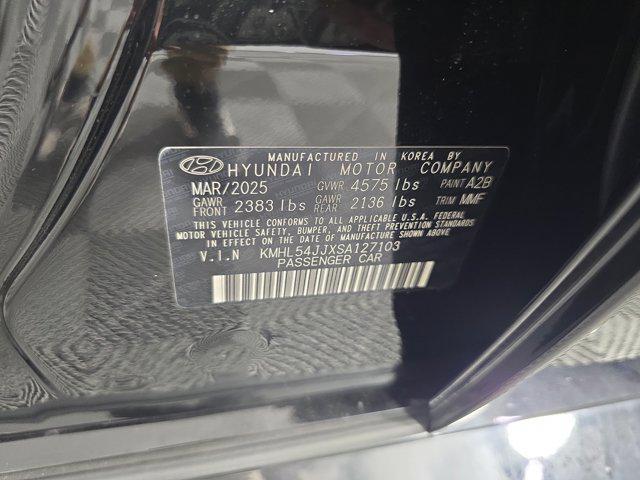 MANUFACTURED IN KOREA BY
HYUNDAI MOTOR COMPANY
MAR/2025 GVWR 4575 lbs PAINT A2B
GAWR FRONT 2383 lbs GAWR REAR 2136 lbs TRIM MMF
THIS VEHICLE CONFORMS TO ALL APPLICABLE U.S.A. FEDERAL
MOTOR VEHICLE SAFETY, BUMPER, AND THEFT PREVENTION STANDARDS
IN EFFECT ON THE DATE OF MANUFACTURE SHOWN ABOVE.
V.I.N KMHL54JJXSA127103
PASSENGER CAR